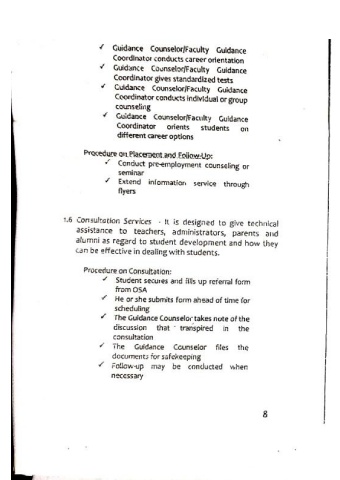 ✓ Guidance Counselor/Faculty Guidance
Coordinator conducts career orientation
✓ Guidance Counselor/Faculty Guidance
Coordinator gives standardized tests
✓ Guidance Counselor/Faculty Guidance
Coordinator conducts individual or group
counseling
✓ Guidance Counselor/Faculty Guidance
Coordinator orients students on
different career options
Procedure on Placement and Follow-Up:
✓ Conduct pre-employment counseling or
seminar
✓ Extend information service through
flyers
1.6 Consultation Services - It is designed to give technical
assistance to teachers, administrators, parents and
alumni as regard to student development and how they
can be effective in dealing with students.
Procedure on Consultation:
✓ Student secures and fills up referral form
from OSA
✓ He or she submits form ahead of time for
scheduling
✓ The Guidance Counselor takes note of the
discussion that transpired in the
consultation
✓ The Guidance Counselor files the
documents for safekeeping
✓ Follow-up may be conducted when
necessary
8